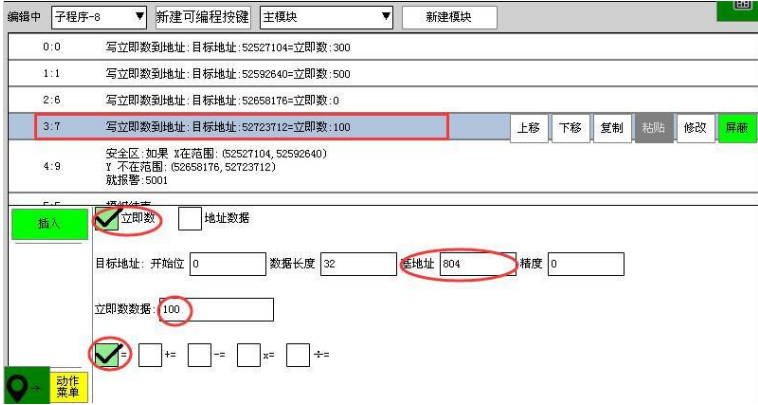 编辑中 子程序-8 新建可编程按键 主模块 新建模块
0:0 写立即数到地址:目标地址:52527104=立即数:300
1:1 写立即数到地址:目标地址:52592640=立即数:500
2:6 写立即数到地址:目标地址:52658176=立即数:0
3:7 写立即数到地址:目标地址:52723712=立即数:100 上移 下移 复制 粘贴 修改 屏蔽
4:9 安全区:如果 X在范围:(52527104,52592640)
Y 不在范围:(52658176,52723712)
就报警:5001
插入 立即数 地址数据
目标地址: 开始位 0 数据长度 32 基地址 804 精度 0
立即数数据: 100
= += -= x= ÷=
动作
菜单